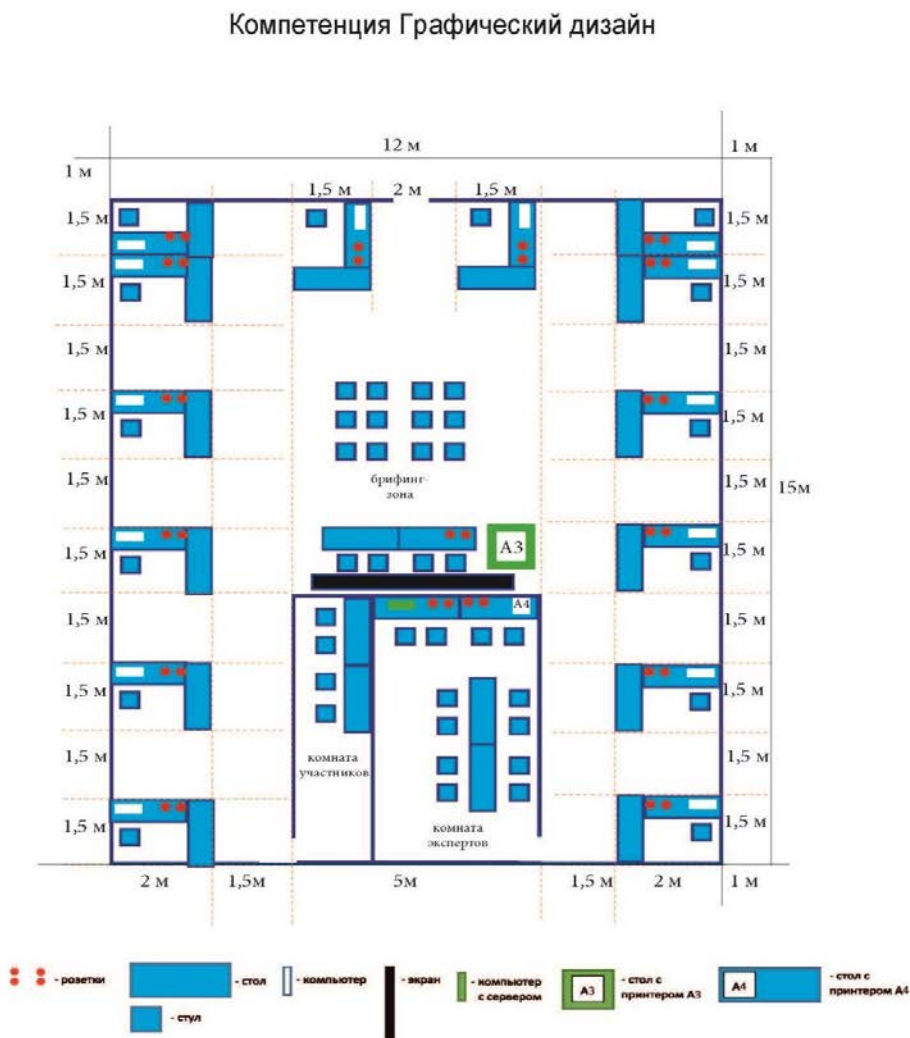 Компетенция Графический дизайн
12 м
1 м
1 м
1,5 м
2 м
1,5 м
1,5 м
1,5 м
1,5 м
1,5 м
1,5 м
1,5 м
1,5 м
1,5 м
1,5 м
1,5 м
1,5 м
1,5 м
15м
брифинг-
зона
1,5 м
1,5 м
А3
А4
1,5 м
1,5 м
1,5 м
1,5 м
комната
участников
1,5 м
1,5 м
комната
экспертов
1,5 м
1,5 м
2 м
1,5м
5м
1,5 м
2 м
1 м
- розетки
- стол
- компьютер
- экран
- компьютер
с сервером
А3
- стол с
принтером А3
А4
- стол с
принтером А4
- стул